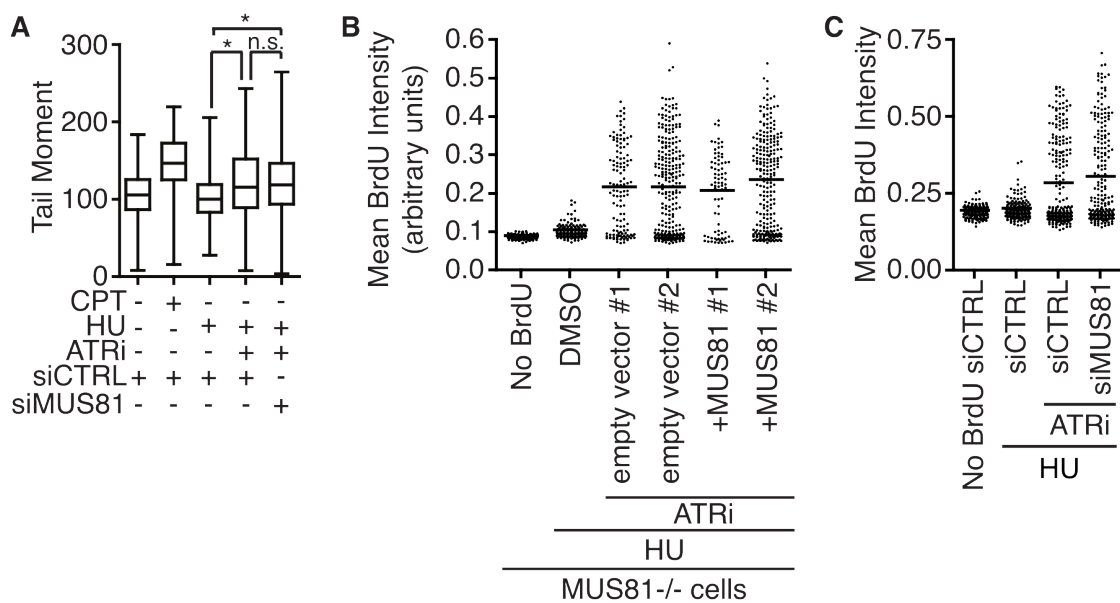 A
Tail Moment
300
200
100
0
*
* n.s.
CPT - + - - -
HU - - + + +
ATRi - - - + +
siCTRL + + + + -
siMUS81 - - - - +
B
Mean BrdU Intensity
(arbitrary units)
0.6
0.5
0.4
0.3
0.2
0.1
0.0
No BrdU
DMSO
empty vector #1
empty vector #2
+MUS81 #1
+MUS81 #2
ATRi
HU
MUS81-/- cells
C
Mean BrdU Intensity
0.75
0.50
0.25
0.00
No BrdU siCTRL
siCTRL
siCTRL
siMUS81
ATRi
HU